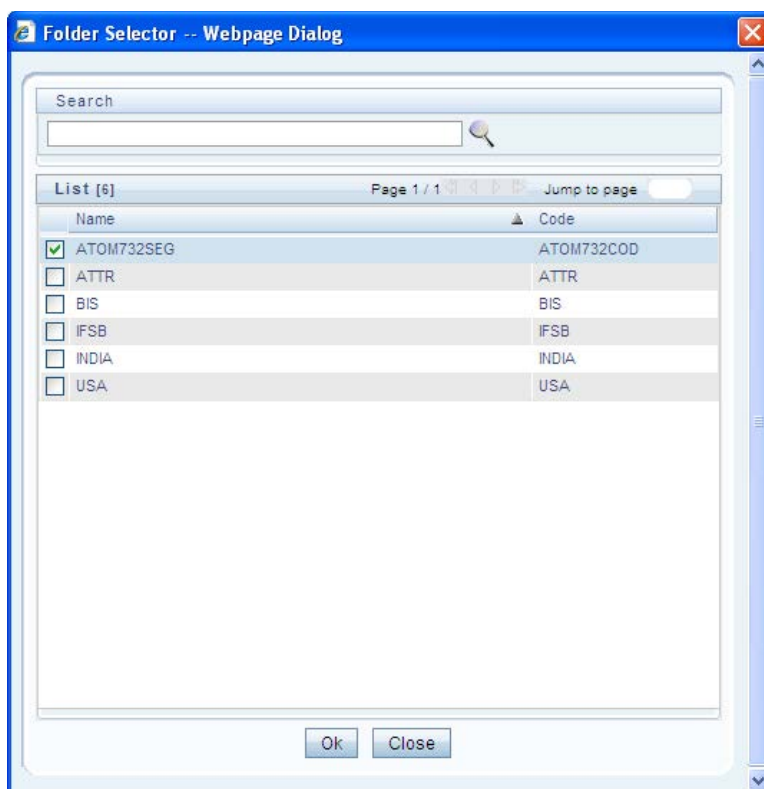 Folder Selector -- Webpage Dialog
Search
List [6] Page 1 / 1 Jump to page
Name Code
ATOM732SEG ATOM732COD
ATTR ATTR
BIS BIS
IFSB IFSB
INDIA INDIA
USA USA
Ok Close